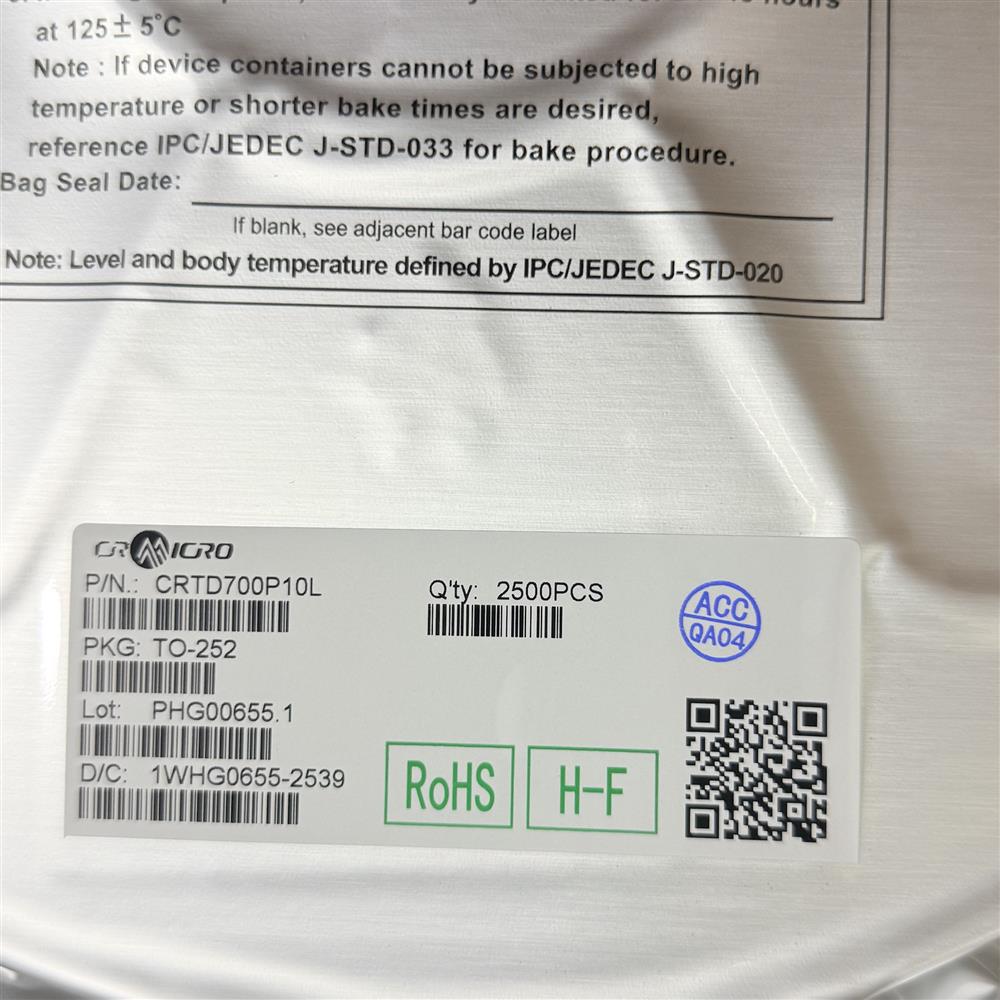 at 125± 5°C
Note : If device containers cannot be subjected to high
temperature or shorter bake times are desired,
reference IPC/JEDEC J-STD-033 for bake procedure.
Bag Seal Date:
If blank, see adjacent bar code label
Note: Level and body temperature defined by IPC/JEDEC J-STD-020
CRMICRO
P/N.: CRTD700P10L
Q'ty: 2500PCS
ACC
QA04
PKG: TO-252
Lot: PHG00655.1
D/C: 1WHG0655-2539
RoHS
H-F